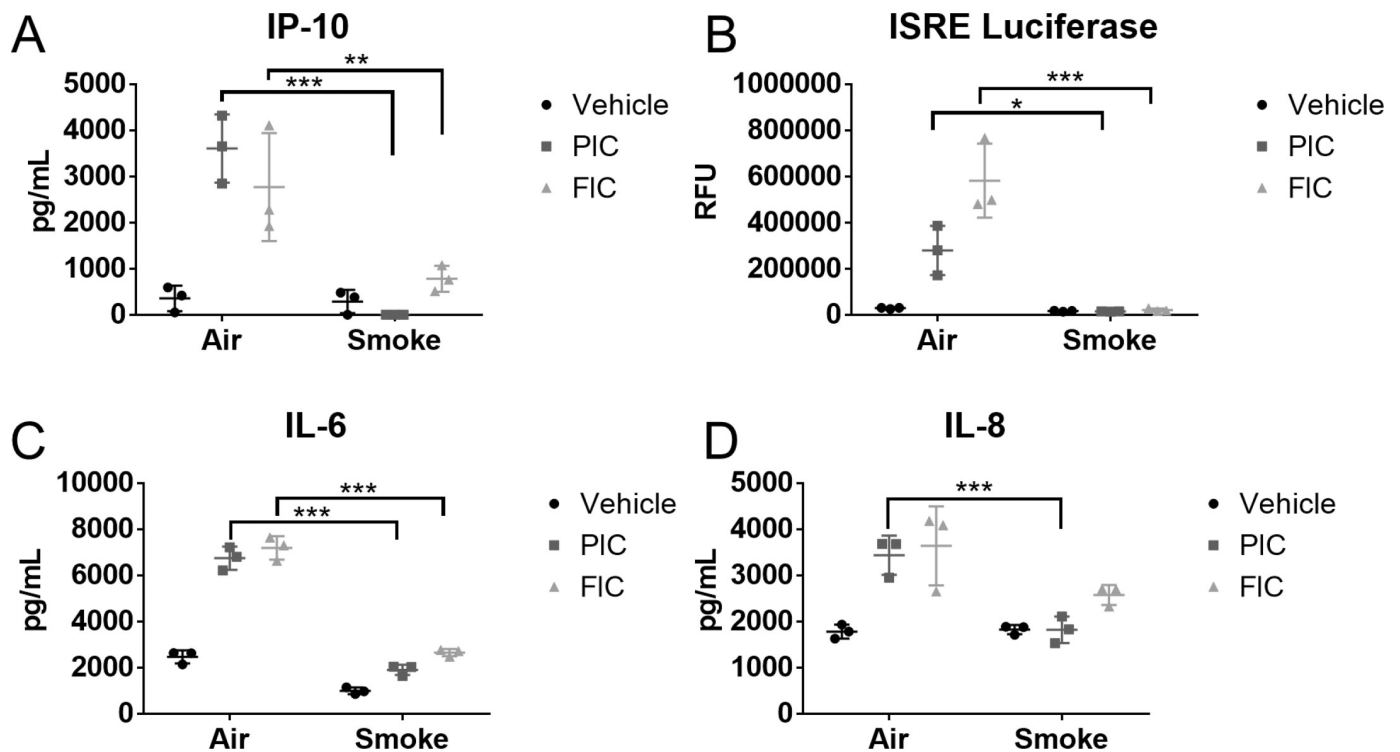 A
IP-10
pg/mL
5000
4000
3000
2000
1000
0
***
**
Air
Smoke
Vehicle
PIC
FIC
B
ISRE Luciferase
RFU
1000000
800000
600000
400000
200000
0
*
***
Air
Smoke
Vehicle
PIC
FIC
C
IL-6
pg/mL
10000
8000
6000
4000
2000
0
***
***
Air
Smoke
Vehicle
PIC
FIC
D
IL-8
pg/mL
5000
4000
3000
2000
1000
0
***
Air
Smoke
Vehicle
PIC
FIC